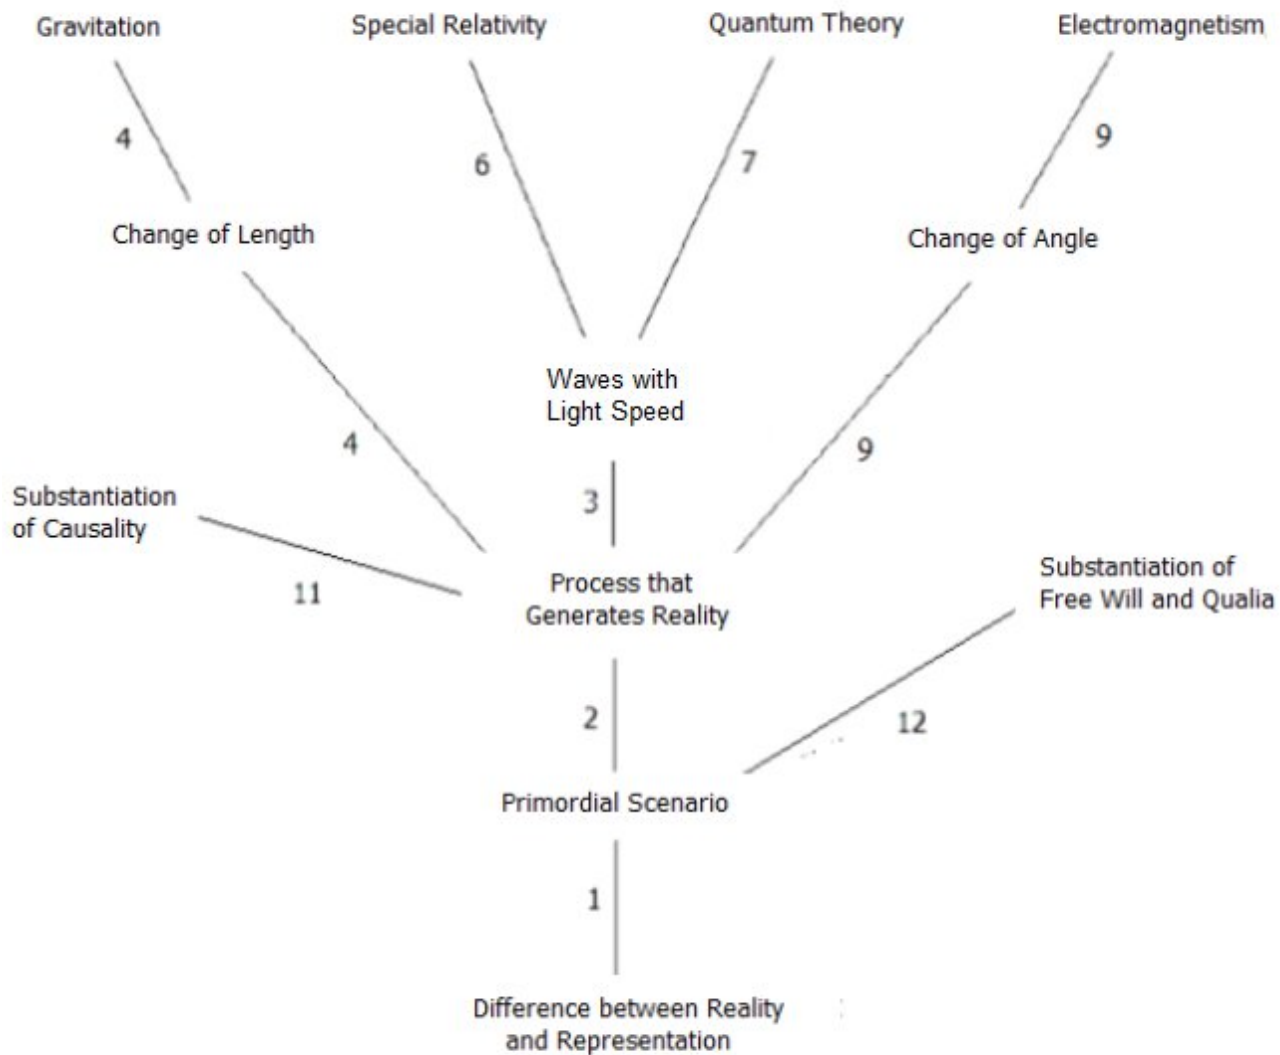 Gravitation
Special Relativity
Quantum Theory
Electromagnetism
4
6
7
9
Change of Length
Change of Angle
Waves with
Light Speed
4
9
3
Substantiation
of Causality
11
Process that
Generates Reality
Substantiation of
Free Will and Qualia
2
12
Primordial Scenario
1
Difference between Reality
and Representation